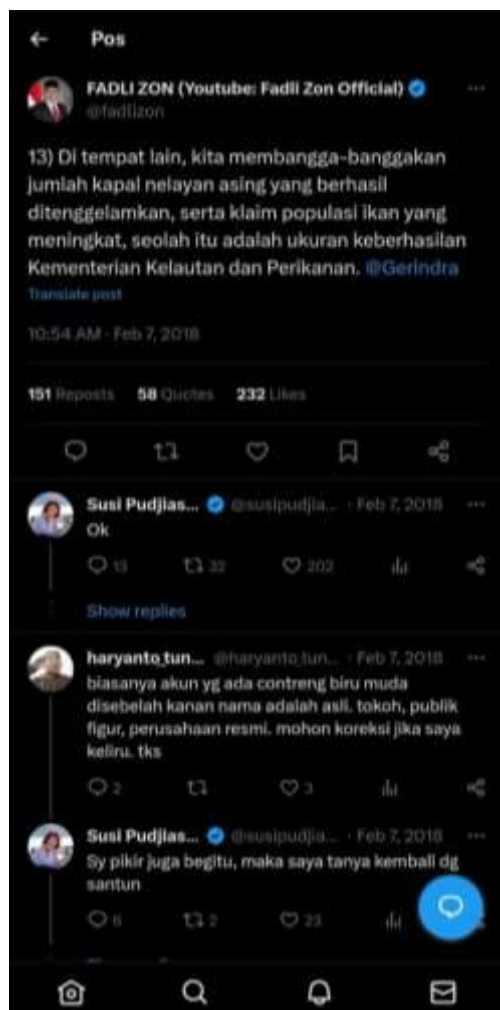 Pos
FADLI ZON (Youtube: Fadli Zon Official)
@fadlizon
13) Di tempat lain, kita membangga-banggakan
jumlah kapal nelayan asing yang berhasil
ditenggelamkan, serta klaim populasi ikan yang
meningkat, seolah itu adalah ukuran keberhasilan
Kementerian Kelautan dan Perikanan. @Gerindra
Translate post
10:54 AM · Feb 7, 2018
151 Reposts 58 Quotes 232 Likes
Susi Pudjias... @susipudjia... · Feb 7, 2018
Ok
13 32 202
Show replies
haryanto_tun... @haryanto_tun... · Feb 7, 2018
biasanya akun yg ada contreng biru muda
disebelah kanan nama adalah asli. tokoh, publik
figur, perusahaan resmi. mohon koreksi jika saya
keliru. tks
2 3
Susi Pudjias... @susipudjia... · Feb 7, 2018
Sy pikir juga begitu, maka saya tanya kembali dg
santun
6 2 23